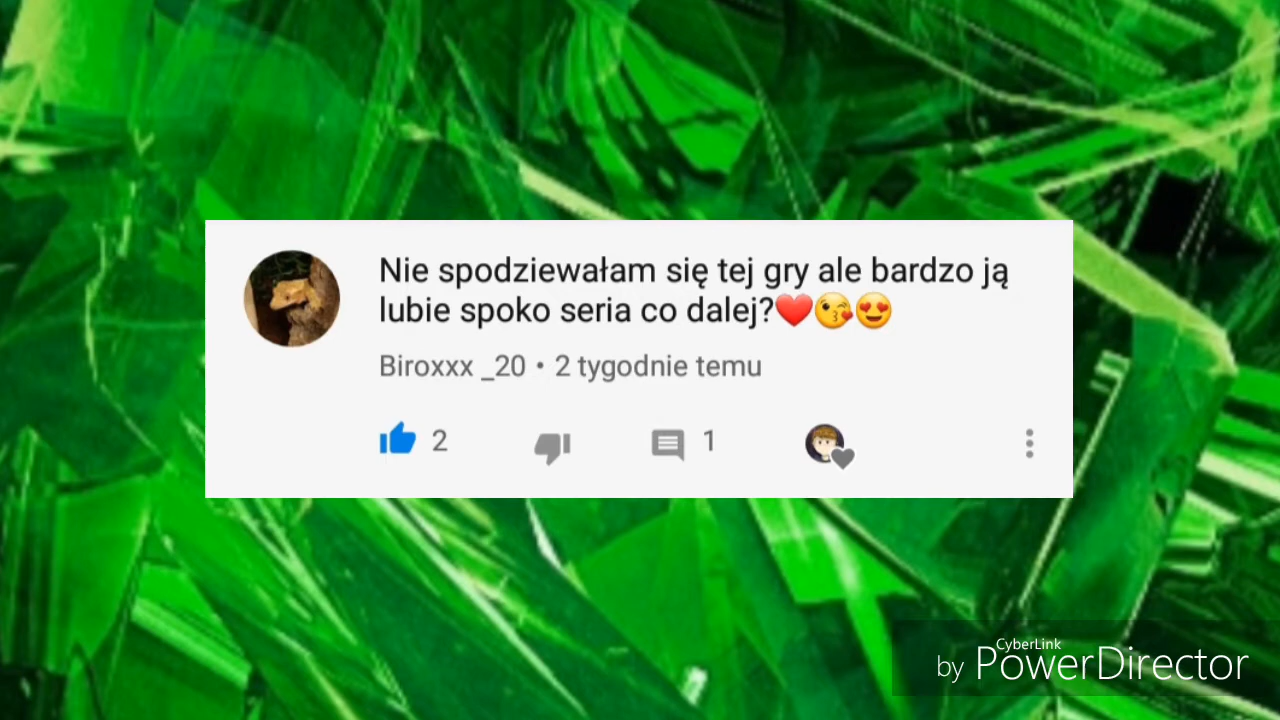 Nie spodziewałam się tej gry ale bardzo ją
lubie spoko seria co dalej?❤️😘😍
Biroxxx _20 • 2 tygodnie temu
2
1
CyberLink
by PowerDirector